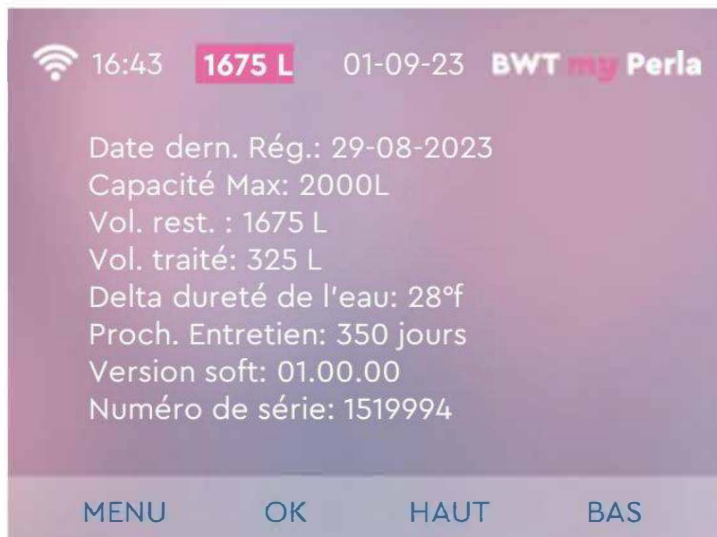 16:43 1675 L 01-09-23 BWT my Perla
Date dern. Rég.: 29-08-2023
Capacité Max: 2000L
Vol. rest. : 1675 L
Vol. traité: 325 L
Delta dureté de l'eau: 28°f
Proch. Entretien: 350 jours
Version soft: 01.00.00
Numéro de série: 1519994
MENU OK HAUT BAS